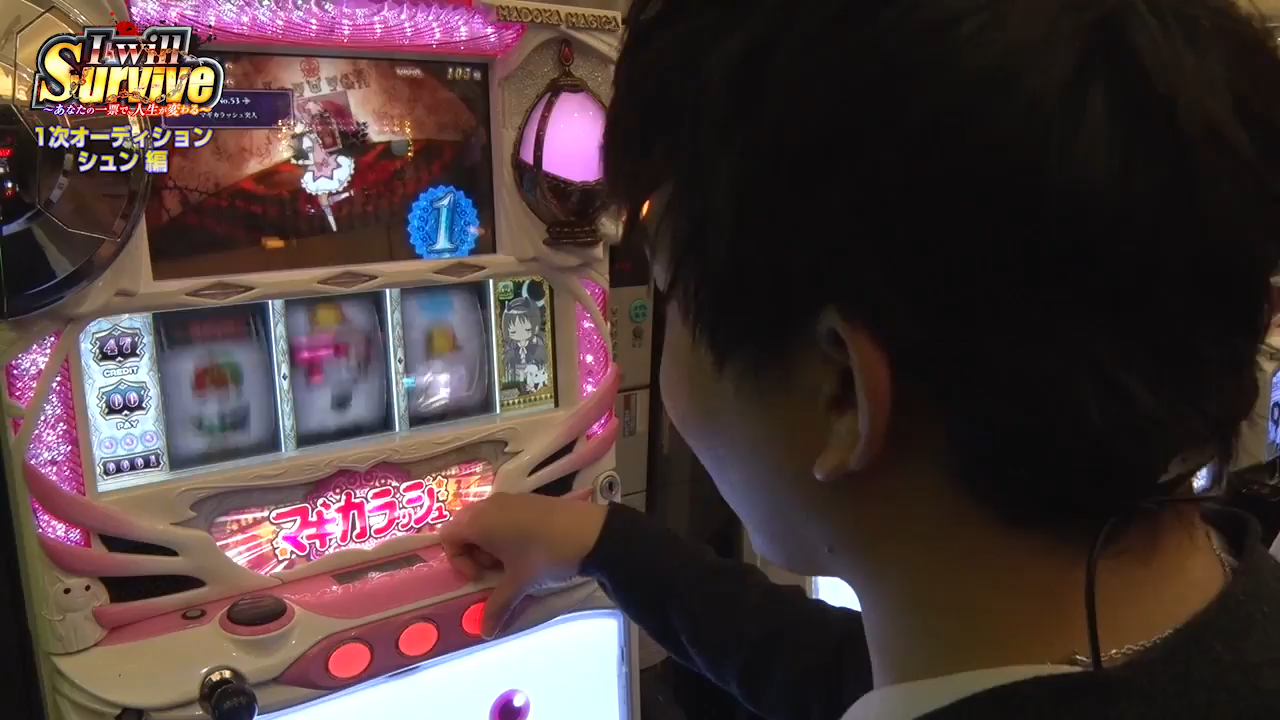 I will
Survive
〜あなたの一票で、人生が変わる〜
1次オーディション
シュン 編
MADOKA MAGICA
No.53
マギカラッシュ突入
1
47
CREDIT
00
PAY
0001
マギカラッシュ